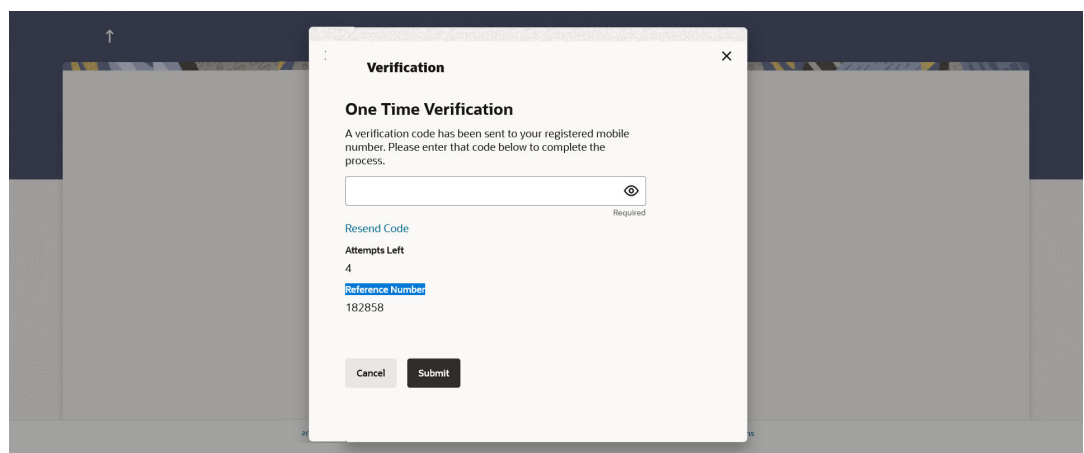 Verification
One Time Verification
A verification code has been sent to your registered mobile
number. Please enter that code below to complete the
process.
Required
Resend Code
Attempts Left
4
Reference Number
182858
Cancel
Submit